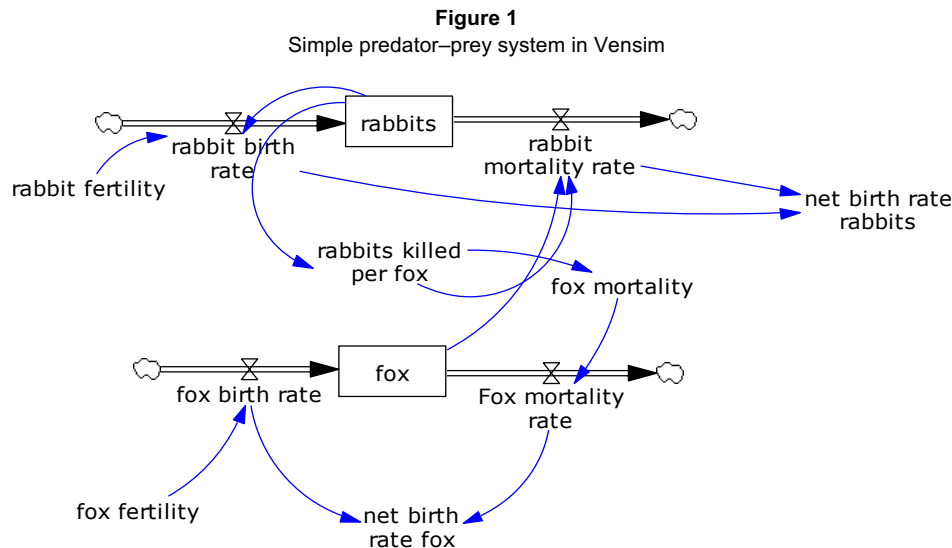 Figure 1
Simple predator–prey system in Vensim
rabbits
rabbit birth
rate
rabbit
mortality rate
rabbit fertility
net birth rate
rabbits
rabbits killed
per fox
fox mortality
fox
fox birth rate
Fox mortality
rate
fox fertility
net birth
rate fox